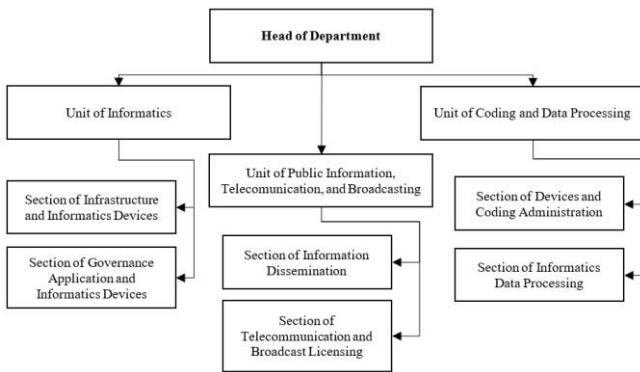 Head of Department
Unit of Informatics
Unit of Coding and Data Processing
Unit of Public Information,
Telecomunication, and Broadcasting
Section of Infrastructure
and Informatics Devices
Section of Devices and
Coding Administration
Section of Governance
Application and
Informatics Devices
Section of Information
Dissemination
Section of Informatics
Data Processing
Section of
Telecommunication and
Broadcast Licensing